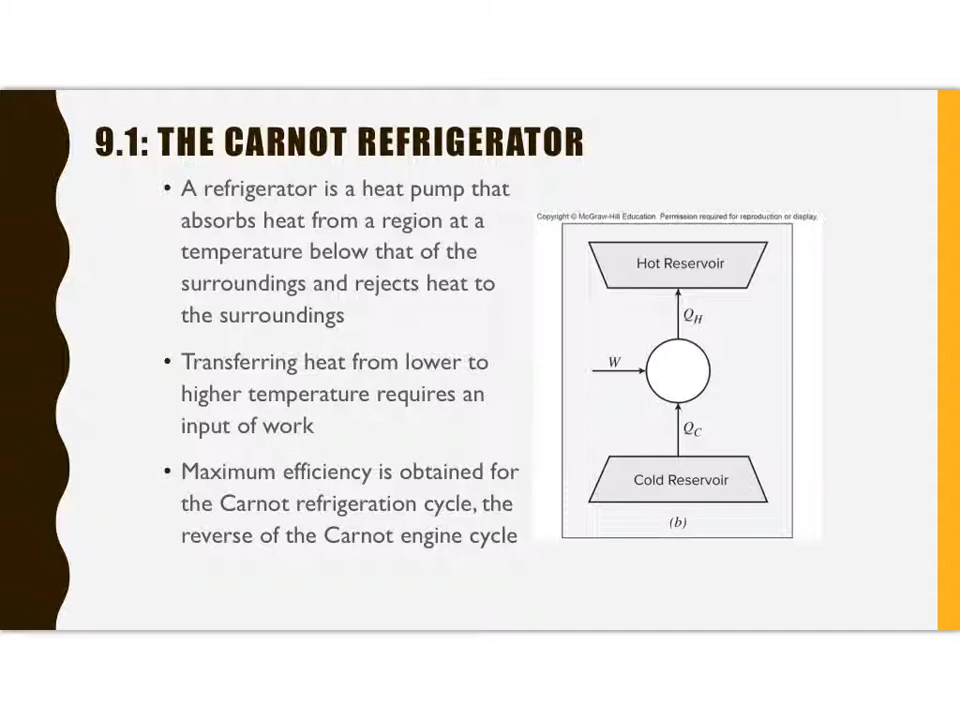 9.1: THE CARNOT REFRIGERATOR
• A refrigerator is a heat pump that
absorbs heat from a region at a
temperature below that of the
surroundings and rejects heat to
the surroundings
• Transferring heat from lower to
higher temperature requires an
input of work
• Maximum efficiency is obtained for
the Carnot refrigeration cycle, the
reverse of the Carnot engine cycle
Copyright © McGraw-Hill Education. Permission required for reproduction or display.
Hot Reservoir
Q_H
W
Q_C
Cold Reservoir
(b)